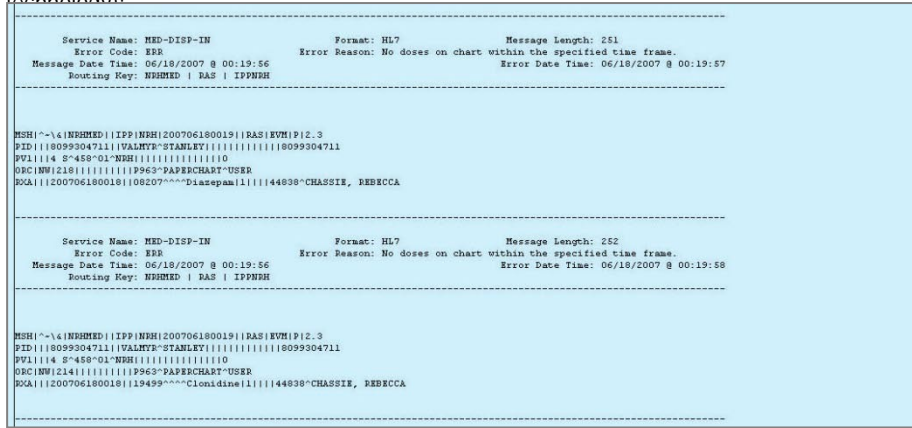 --------------------------------------------------------------------------------
Service Name: MED-DISP-IN Format: HL7 Message Length: 251
Error Code: ERR Error Reason: No doses on chart within the specified time frame.
Message Date Time: 06/18/2007 @ 00:19:56 Error Date Time: 06/18/2007 @ 00:19:57
Routing Key: NRHMED | RAS | IPPNRH
--------------------------------------------------------------------------------
MSH|^~\&|NRHMED||IPP|NRH|200706180019||RAS|EVM|P|2.3
PID|||8099304711||VALMYR^STANLEY|||||||||||||8099304711
PV1|||4 S^458^01^NRH|||||||||||||||0
ORC|NW|218||||||||||P963^PAPERCHART^USER
RXA|||200706180018||08207^^^^Diazepam|1||||44838^CHASSIE, REBECCA
--------------------------------------------------------------------------------
Service Name: MED-DISP-IN Format: HL7 Message Length: 252
Error Code: ERR Error Reason: No doses on chart within the specified time frame.
Message Date Time: 06/18/2007 @ 00:19:56 Error Date Time: 06/18/2007 @ 00:19:58
Routing Key: NRHMED | RAS | IPPNRH
--------------------------------------------------------------------------------
MSH|^~\&|NRHMED||IPP|NRH|200706180019||RAS|EVM|P|2.3
PID|||8099304711||VALMYR^STANLEY|||||||||||||8099304711
PV1|||4 S^458^01^NRH|||||||||||||||0
ORC|NW|214||||||||||P963^PAPERCHART^USER
RXA|||200706180018||19499^^^^Clonidine|1||||44838^CHASSIE, REBECCA
--------------------------------------------------------------------------------